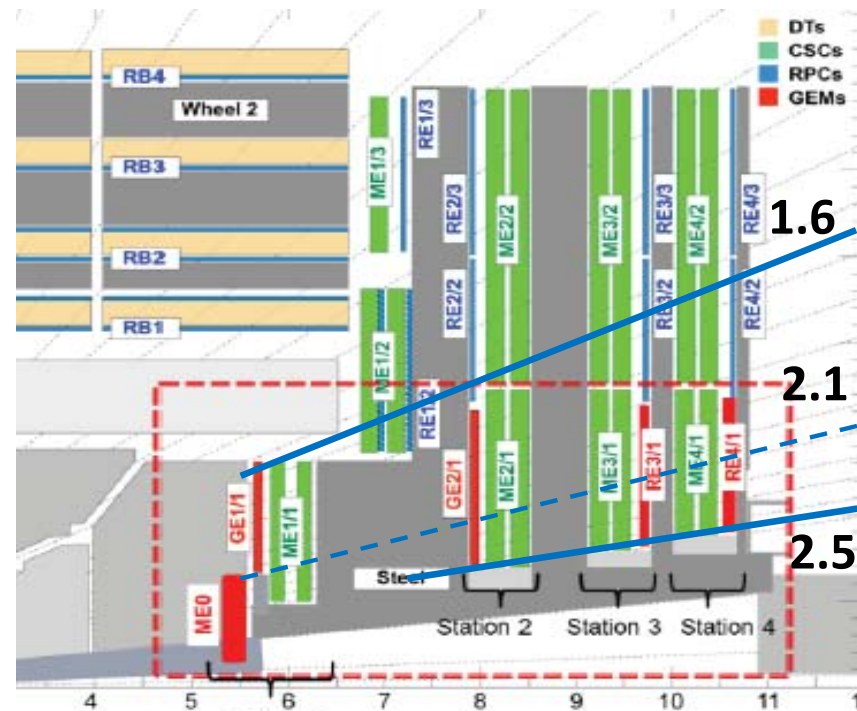 DTs
CSCs
RPCs
GEMs
RB4
Wheel 2
RB3
RB2
RB1
ME1/3
RE1/3
RE2/3
ME2/2
ME3/2
RE3/3
ME4/2
RE4/3
1.6
RE2/2
RE3/2
RE4/2
ME1/2
RE1/2
2.1
GE1/1
ME1/1
GE2/1
ME2/1
ME3/1
RE3/1
ME4/1
RE4/1
2.5
ME0
Steel
Station 2
Station 3
Station 4
4
5
6
7
8
9
10
11
1